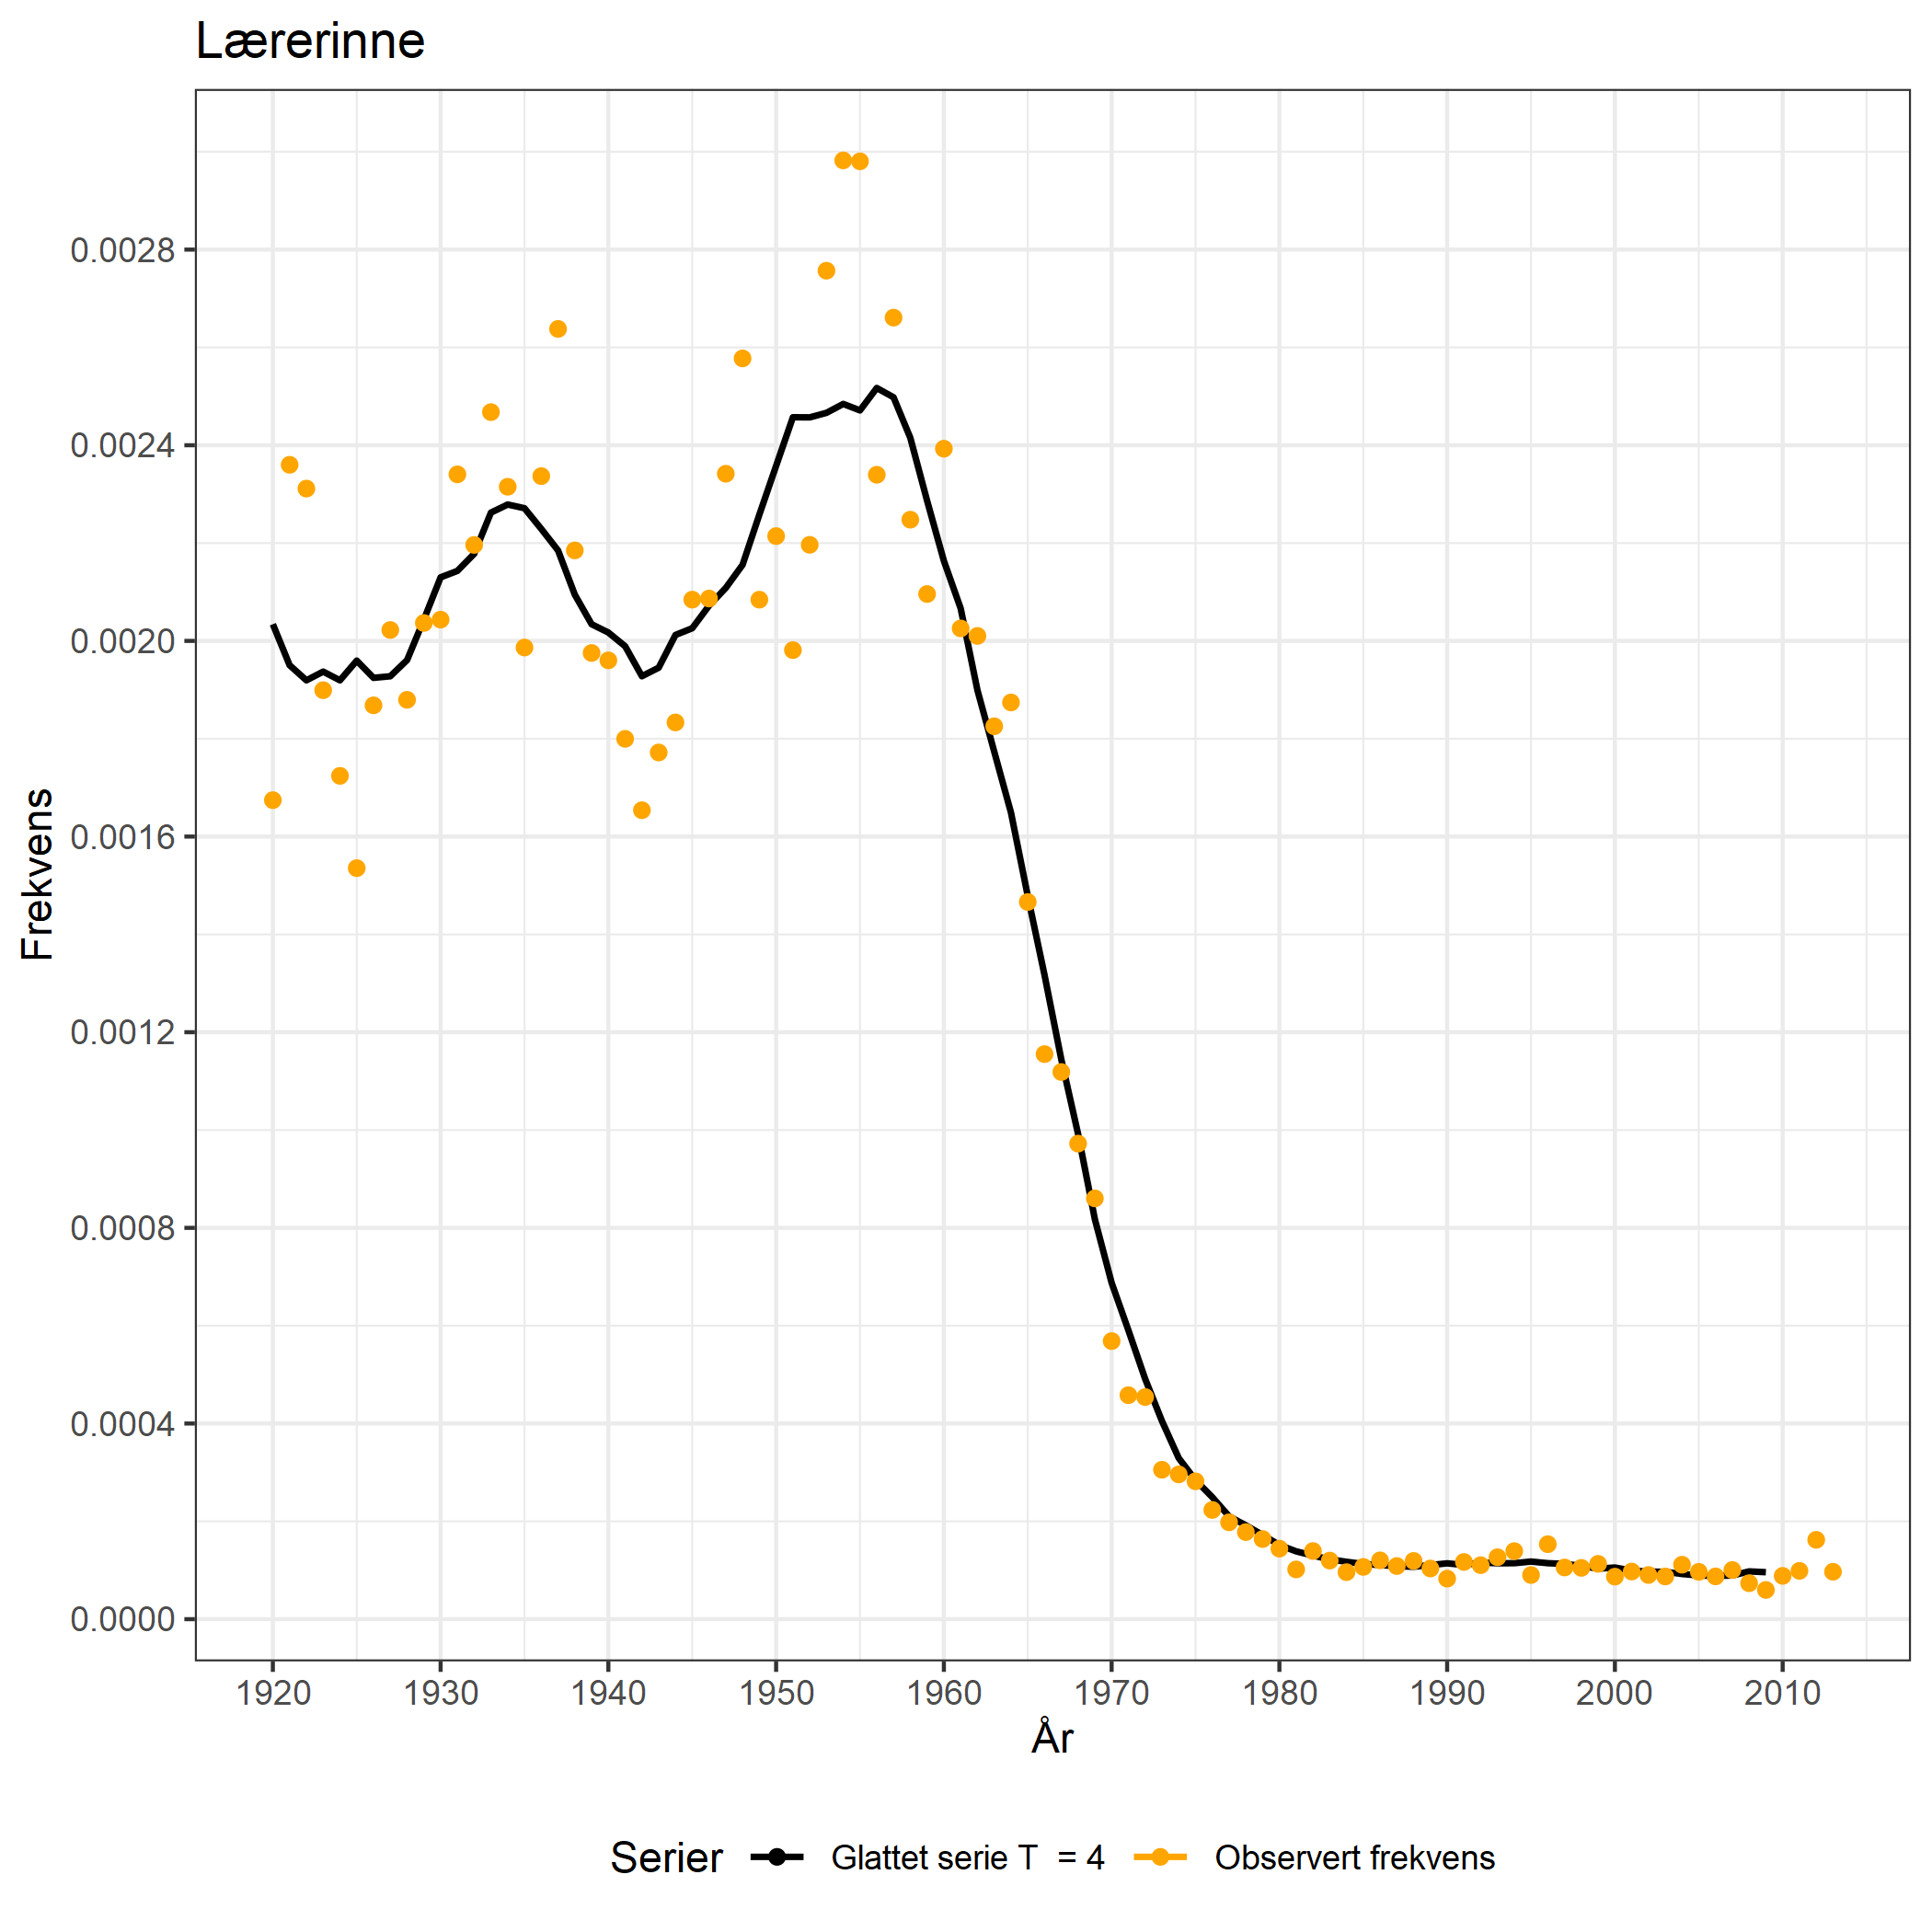 Lærerinne
Frekvens
0.0028
0.0024
0.0020
0.0016
0.0012
0.0008
0.0004
0.0000
1920 1930 1940 1950 1960 1970 1980 1990 2000 2010
År
Serier Glattet serie T = 4 Observert frekvens